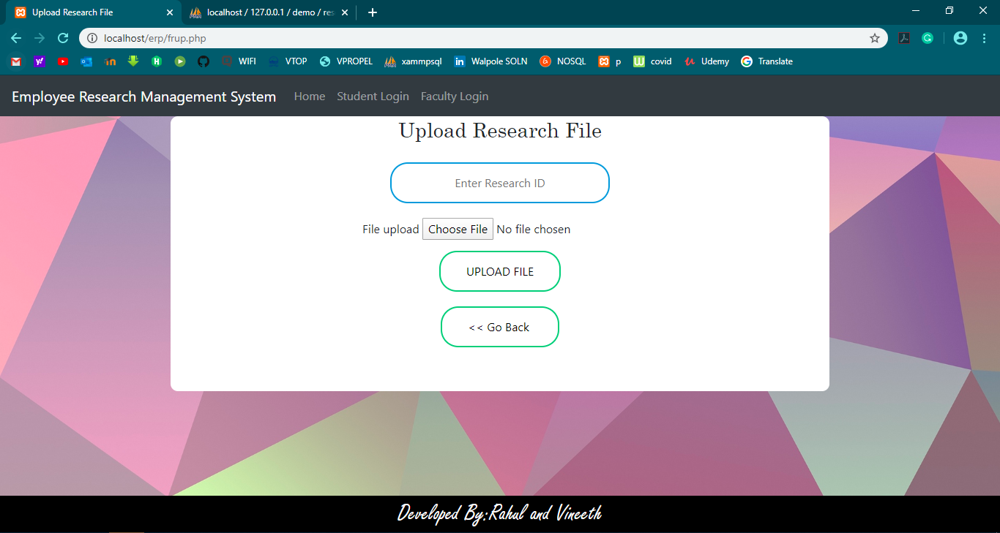 Upload Research File
localhost / 127.0.0.1 / demo / res
localhost/erp/frup.php
WIFI VTOP VPROPEL xammpsql Walpole SOLN NOSQL p covid Udemy Translate
Employee Research Management System Home Student Login Faculty Login
Upload Research File
Enter Research ID
File upload Choose File No file chosen
UPLOAD FILE
<< Go Back
Developed By:Rahul and Vineeth